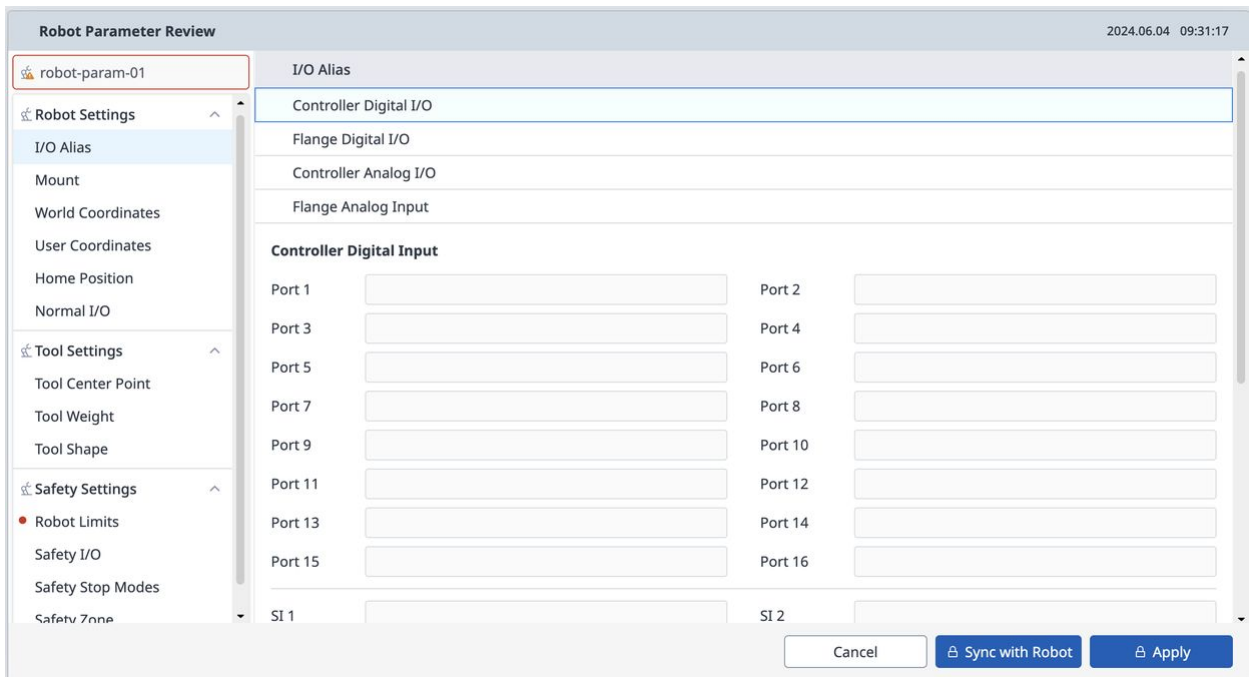 Robot Parameter Review
2024.06.04 09:31:17
robot-param-01
Robot Settings
I/O Alias
Mount
World Coordinates
User Coordinates
Home Position
Normal I/O
Tool Settings
Tool Center Point
Tool Weight
Tool Shape
Safety Settings
Robot Limits
Safety I/O
Safety Stop Modes
Safety Zone
I/O Alias
Controller Digital I/O
Flange Digital I/O
Controller Analog I/O
Flange Analog Input
Controller Digital Input
Port 1 Port 2
Port 3 Port 4
Port 5 Port 6
Port 7 Port 8
Port 9 Port 10
Port 11 Port 12
Port 13 Port 14
Port 15 Port 16
SI 1 SI 2
Cancel Sync with Robot Apply